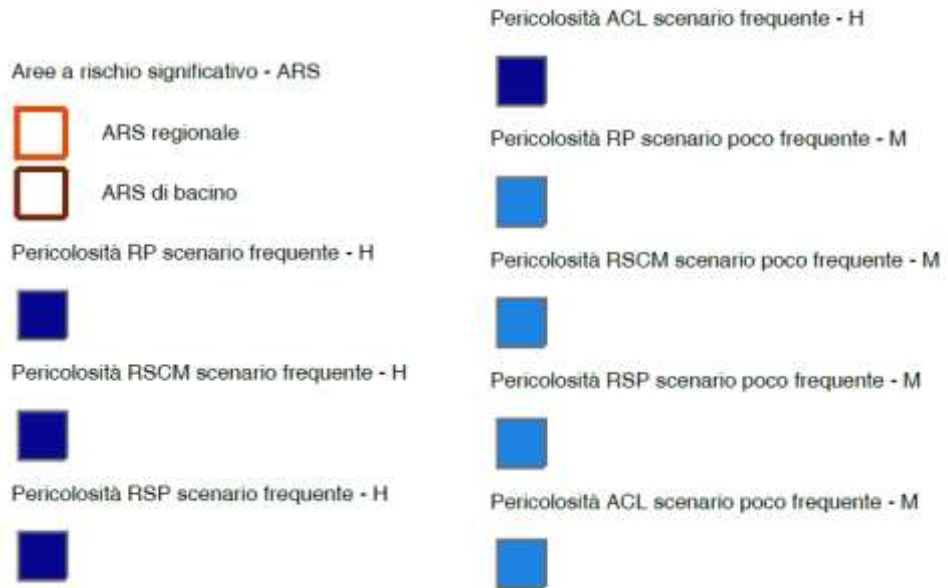 Aree a rischio significativo - ARS
ARS regionale
ARS di bacino
Pericolosità RP scenario frequente - H
Pericolosità RSCM scenario frequente - H
Pericolosità RSP scenario frequente - H
Pericolosità ACL scenario frequente - H
Pericolosità RP scenario poco frequente - M
Pericolosità RSCM scenario poco frequente - M
Pericolosità RSP scenario poco frequente - M
Pericolosità ACL scenario poco frequente - M